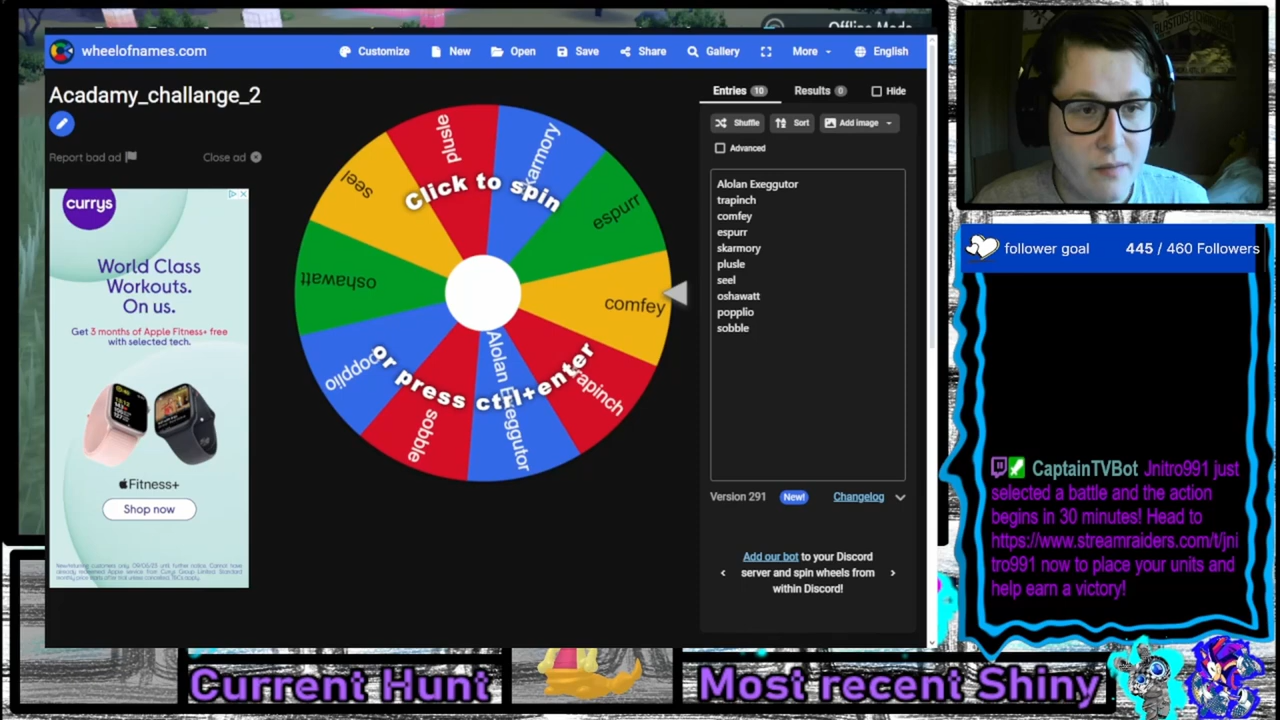 Offline Mode
wheelofnames.com
Customize
New
Open
Save
Share
Gallery
More
English
Acadamy_challange_2
Report bad ad
Close ad
currys
World Class
Workouts.
On us.
Get 3 months of Apple Fitness+ free
with selected tech.
Fitness+
Shop now
Click to spin
or press ctrl+enter
plusle
skarmory
espurr
comfey
trapinch
Alolan Exeggutor
sobble
popplio
oshawatt
seel
Entries 10
Results 0
Hide
Shuffle
Sort
Add image
Advanced
Alolan Exeggutor
trapinch
comfey
espurr
skarmory
plusle
seel
oshawatt
popplio
sobble
Version 291
New!
Changelog
Add our bot to your Discord
server and spin wheels from
within Discord!
follower goal
445 / 460 Followers
CaptainTVBot Jnitro991 just
selected a battle and the action
begins in 30 minutes! Head to
https://www.streamraiders.com/t/jni
tro991 now to place your units and
help earn a victory!
Current Hunt
Most recent Shiny